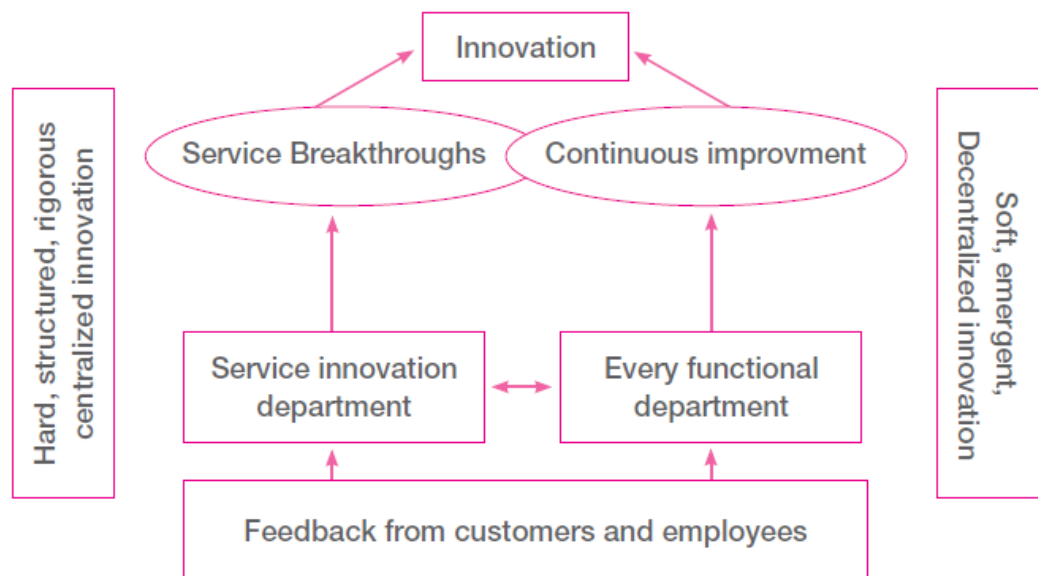 Innovation
Hard, structured, rigorous
centralized innovation
Service Breakthroughs
Continuous improvment
Soft, emergent,
Decentralized innovation
Service innovation
department
Every functional
department
Feedback from customers and employees